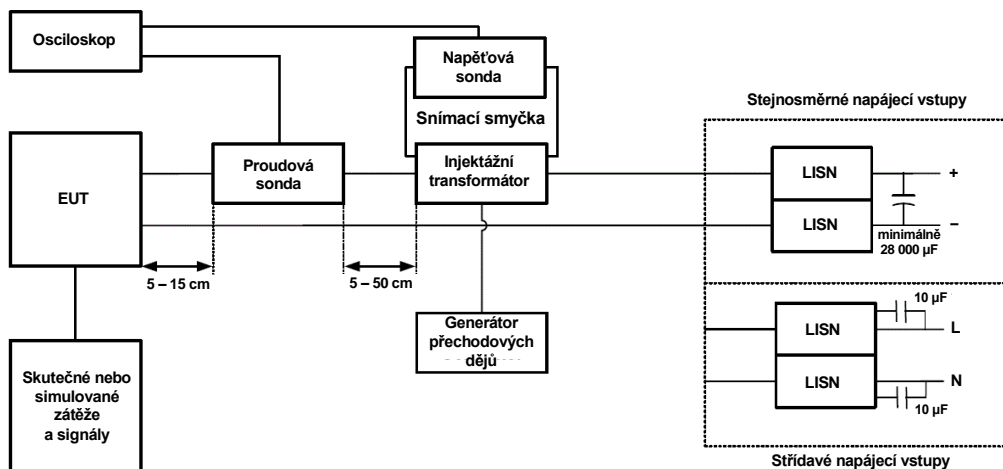 Osciloskop
Napěťová
sonda
Snímací smyčka
Stejnosměrné napájecí vstupy
EUT
Proudová
sonda
Injektážní
transformátor
LISN
+
LISN
–
minimálně
28 000 µF
5 – 15 cm
5 – 50 cm
Generátor
přechodových
dějů
10 µF
LISN
L
LISN
N
10 µF
Skutečné nebo
simulované
zátěže
a signály
Střídavé napájecí vstupy